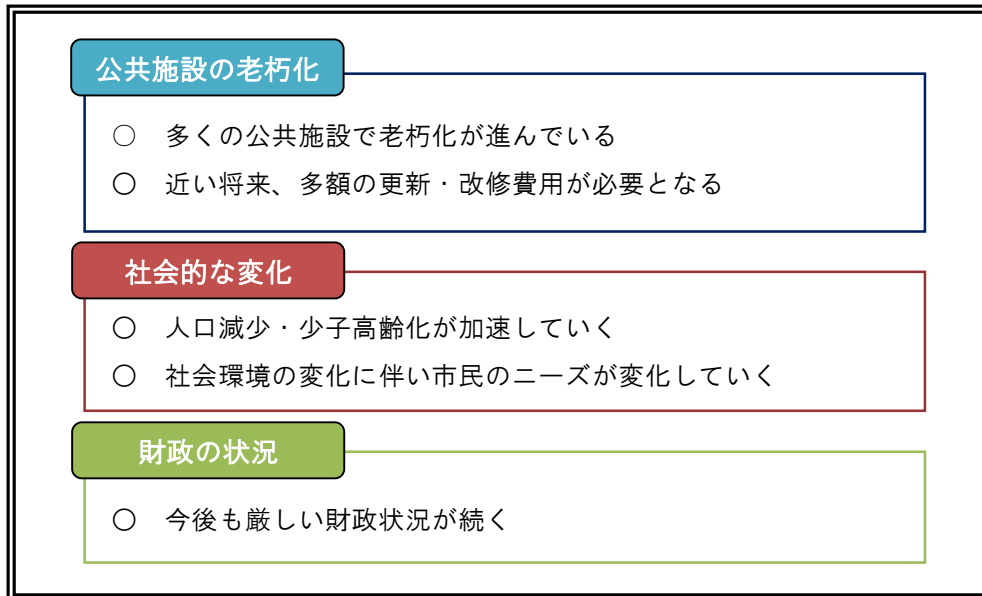 公共施設の老朽化
○ 多くの公共施設で老朽化が進んでいる
○ 近い将来、多額の更新・改修費用が必要となる
社会的な変化
○ 人口減少・少子高齢化が加速していく
○ 社会環境の変化に伴い市民のニーズが変化していく
財政の状況
○ 今後も厳しい財政状況が続く